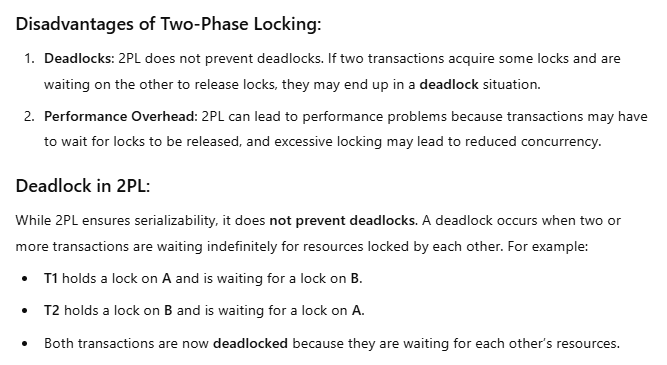 Disadvantages of Two-Phase Locking:
1. Deadlocks: 2PL does not prevent deadlocks. If two transactions acquire some locks and are
waiting on the other to release locks, they may end up in a deadlock situation.
2. Performance Overhead: 2PL can lead to performance problems because transactions may have
to wait for locks to be released, and excessive locking may lead to reduced concurrency.
Deadlock in 2PL:
While 2PL ensures serializability, it does not prevent deadlocks. A deadlock occurs when two or
more transactions are waiting indefinitely for resources locked by each other. For example:
• T1 holds a lock on A and is waiting for a lock on B.
• T2 holds a lock on B and is waiting for a lock on A.
• Both transactions are now deadlocked because they are waiting for each other's resources.